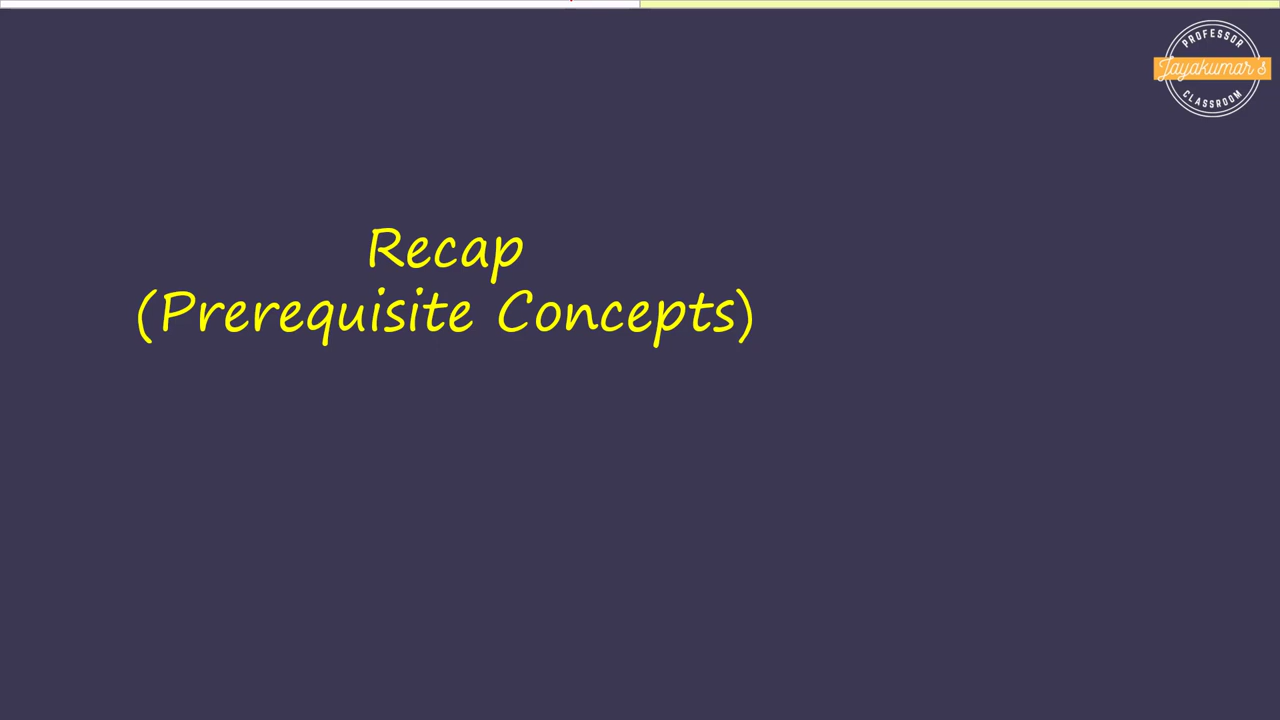 PROFESSOR
Jayakumar's
CLASSROOM
Recap
(Prerequisite Concepts)